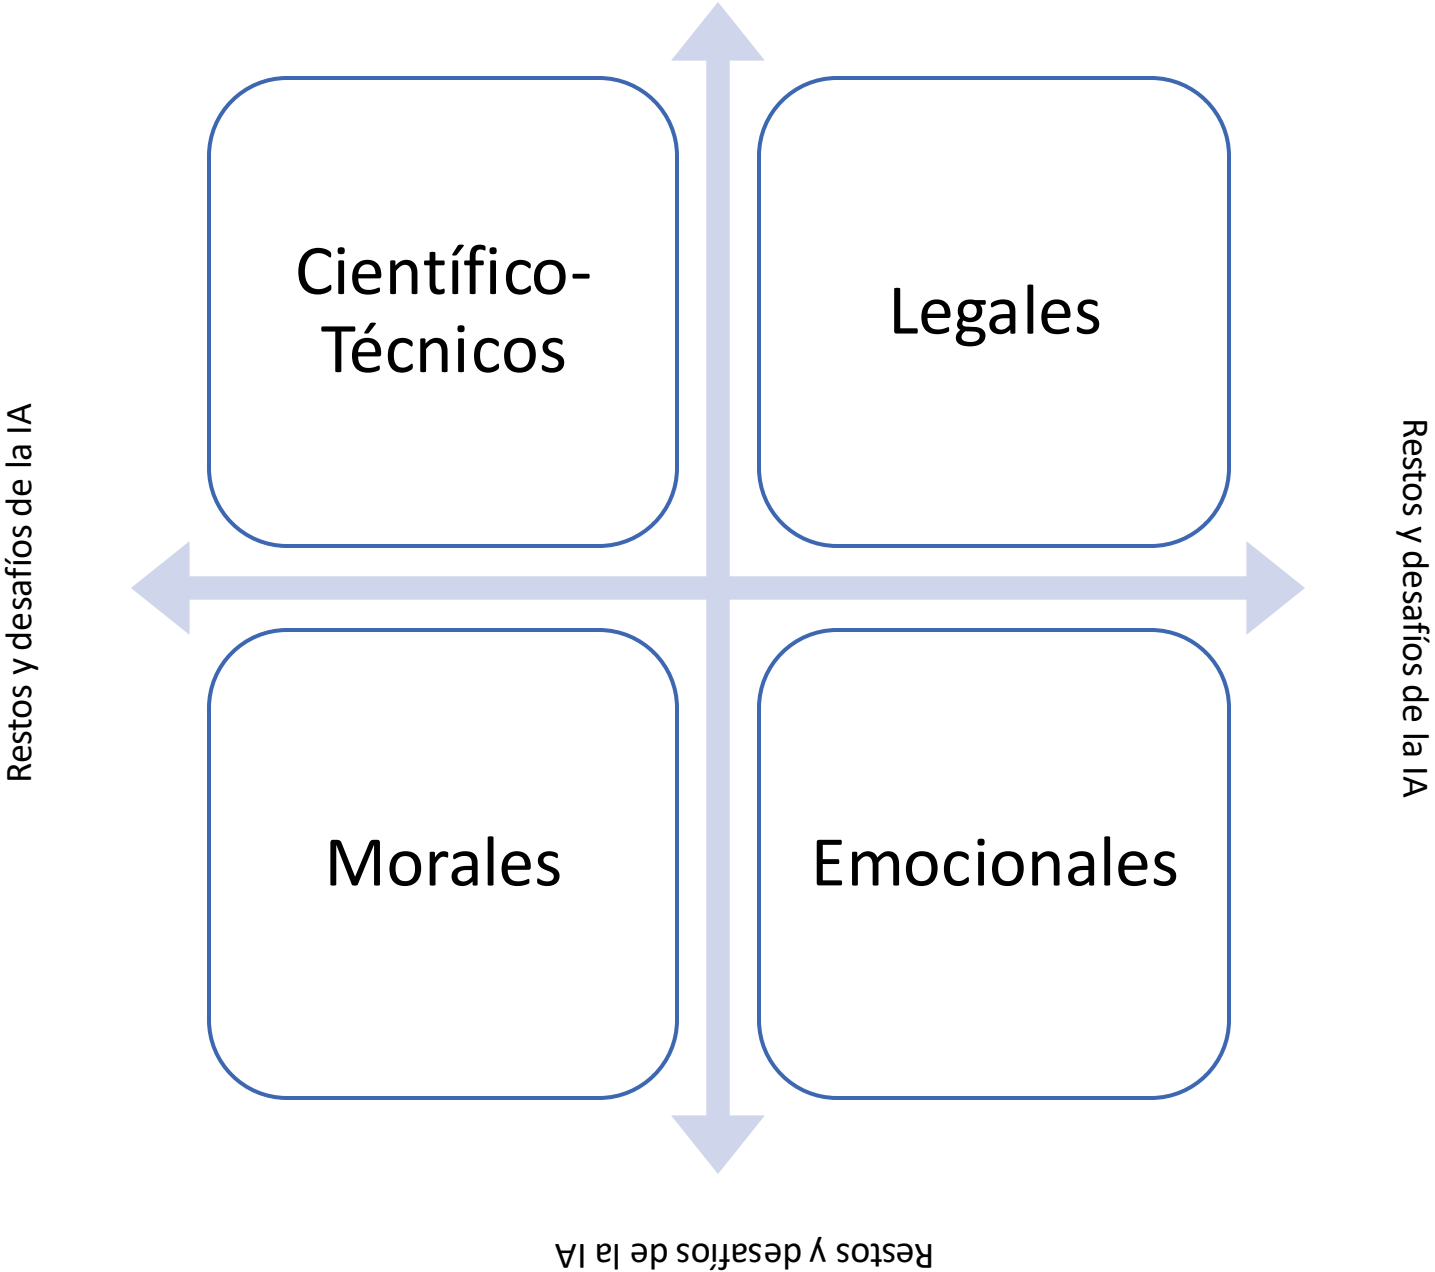 Científico-
Técnicos
Legales
Restos y desafíos de la IA
Restos y desafíos de la IA
Morales
Emocionales
Restos y desafíos de la IA